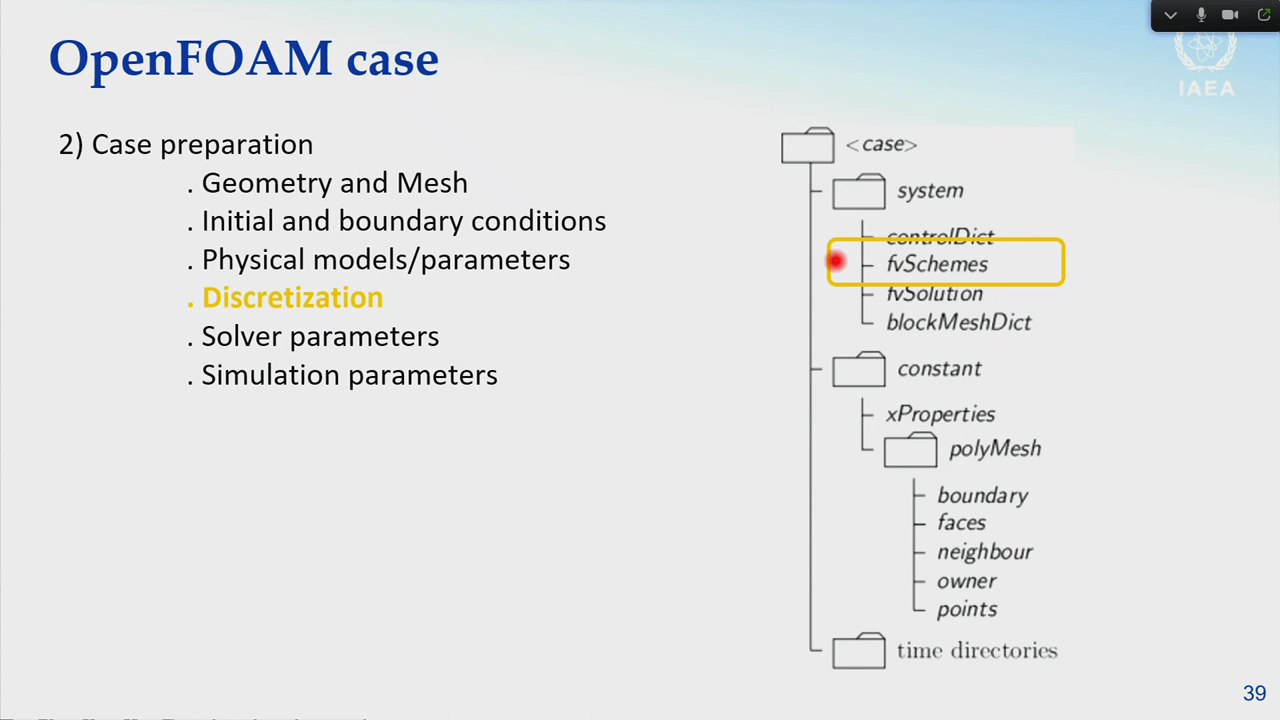 OpenFOAM case
IAEA
2) Case preparation
. Geometry and Mesh
. Initial and boundary conditions
. Physical models/parameters
. Discretization
. Solver parameters
. Simulation parameters
<case>
system
controlDict
fvSchemes
fvSolution
blockMeshDict
constant
xProperties
polyMesh
boundary
faces
neighbour
owner
points
time directories
39